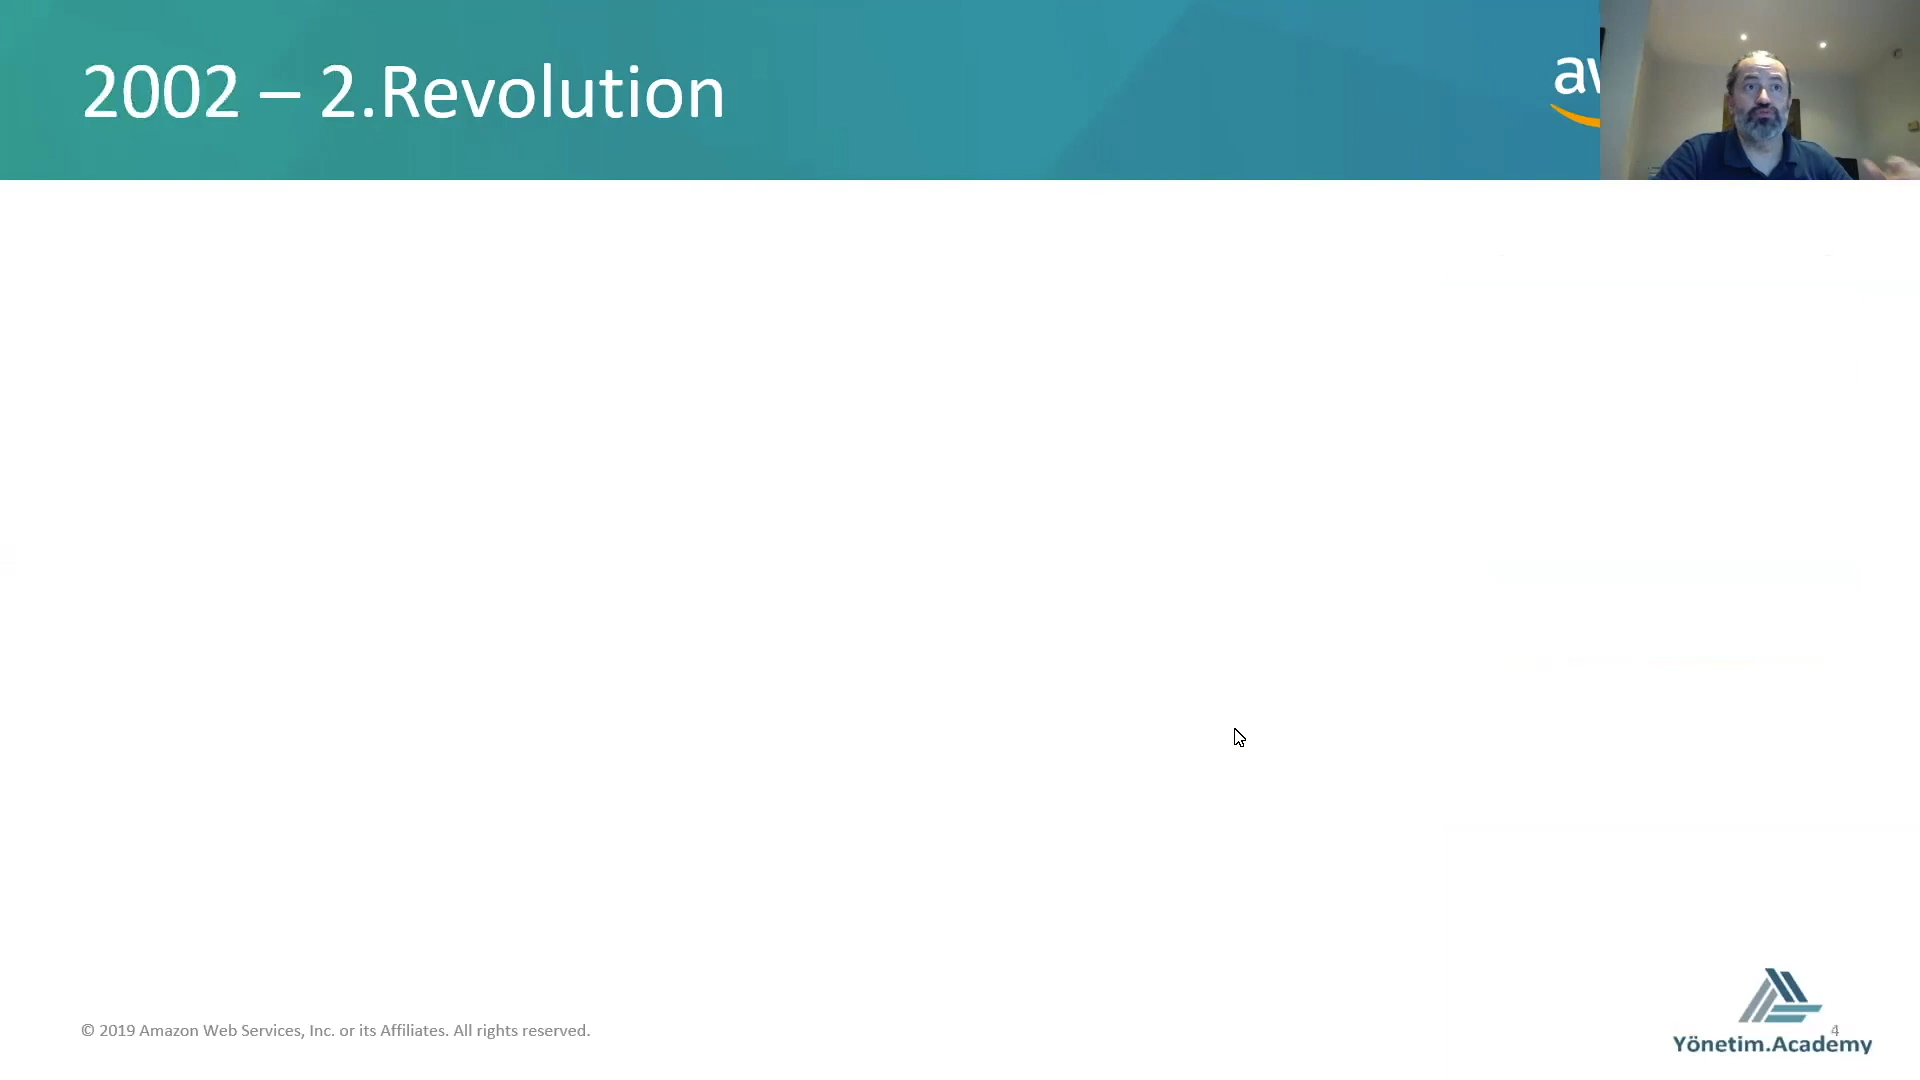 2002 – 2.Revolution
© 2019 Amazon Web Services, Inc. or its Affiliates. All rights reserved.
4
Yönetim.Academy